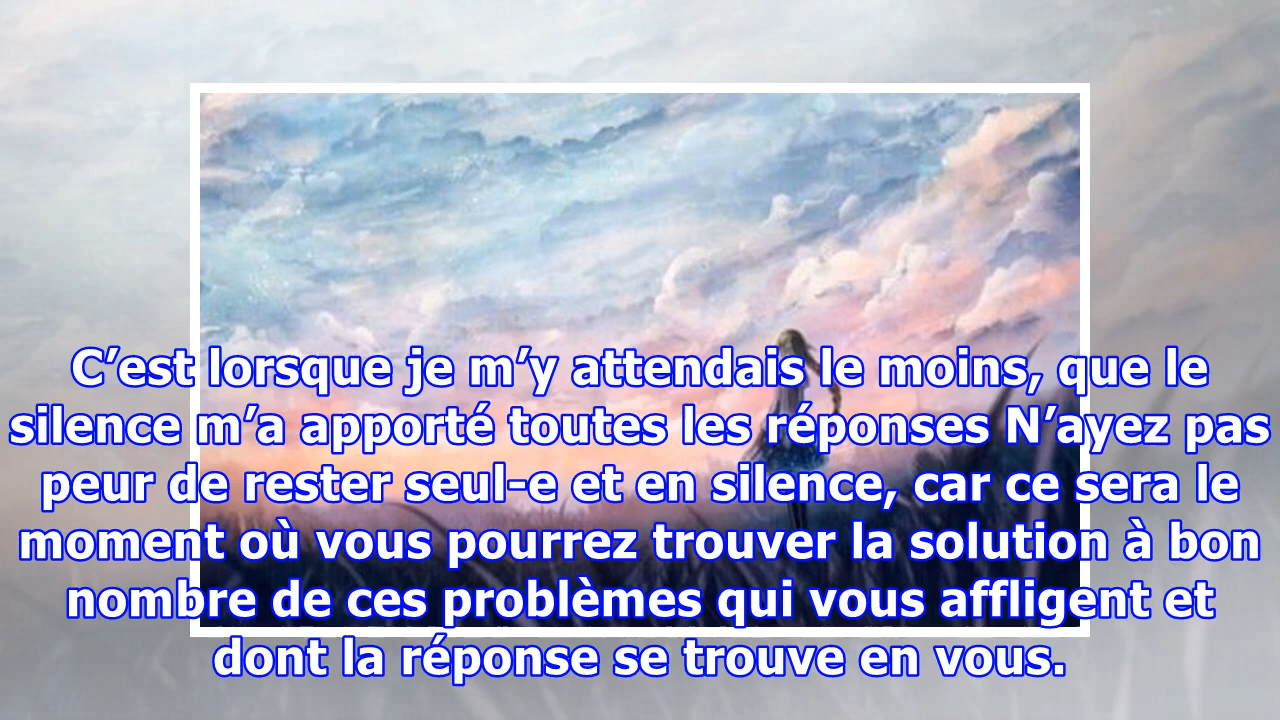 C’est lorsque je m’y attendais le moins, que le
silence m’a apporté toutes les réponses N’ayez pas
peur de rester seul-e et en silence, car ce sera le
moment où vous pourrez trouver la solution à bon
nombre de ces problèmes qui vous affligent et
dont la réponse se trouve en vous.